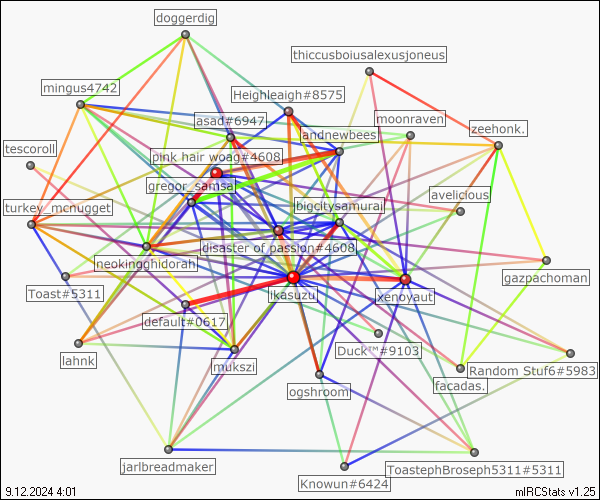 doggerdig
thiccusboiusalexusjoneus
mingus4742
Heighleaigh#8575
asad#6947
moonraven
zeehonk.
andnewbees
tescoroll
pink hair woag#4608
gregor_samsa|
avelicious
turkey_mcnugget
bigcitysamurai
disaster of passion#4608
neokingghidorah
gazpachoman
Toast#5311
ikasuzu
xenoyaut
default#0617
Duck™#9103
lahnk
mukszi
Random Stuf6#5983
facadas.
ogshroom
jarlbreadmaker
ToastephBroseph5311#5311
Knowun#6424
9.12.2024 4:01
mIRCStats v1.25